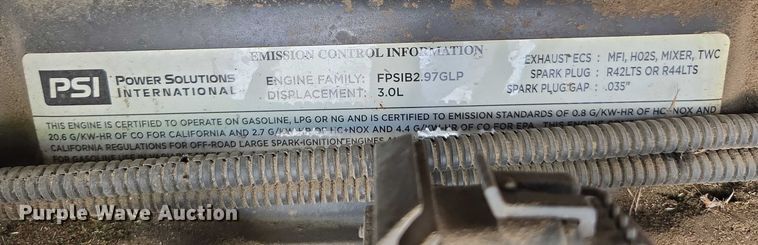 EMISSION CONTROL INFORMATION
PSI POWER SOLUTIONS INTERNATIONAL
ENGINE FAMILY: FPSIB2.97GLP
DISPLACEMENT: 3.0L
EXHAUST ECS : MFI, HO2S, MIXER, TWC
SPARK PLUG : R42LTS OR R44LTS
SPARK PLUG GAP : .035"
THIS ENGINE IS CERTIFIED TO OPERATE ON GASOLINE, LPG OR NG AND IS CERTIFIED TO EMISSION STANDARDS OF 0.8 G/KW-HR OF HC+NOX AND
20.6 G/KW-HR OF CO FOR CALIFORNIA AND 2.7 G/KW-HR OF HC+NOX AND 4.4 G/KW-HR OF CO FOR EPA. THIS
CALIFORNIA REGULATIONS FOR OFF-ROAD LARGE SPARK-IGNITION ENGINES
FOR GASOLINE
Purple Wave Auction